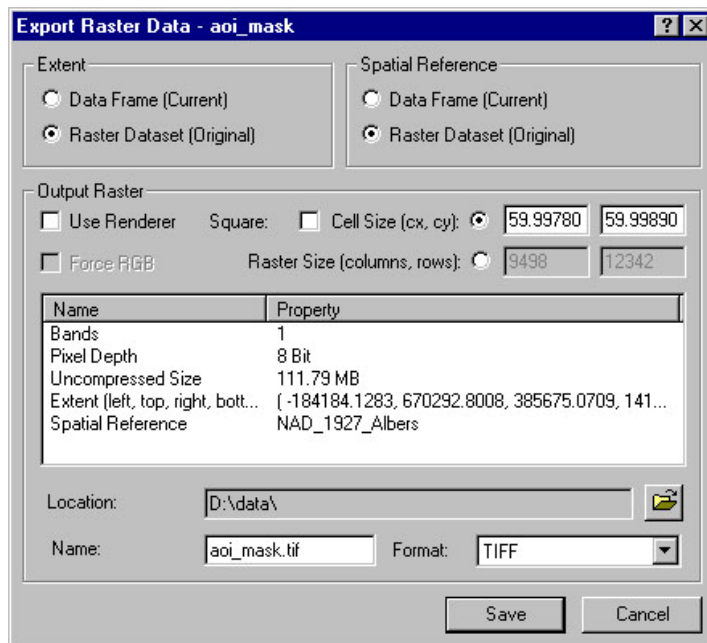 Export Raster Data - aoi_mask
Extent
Data Frame (Current)
Raster Dataset (Original)
Spatial Reference
Data Frame (Current)
Raster Dataset (Original)
Output Raster
Use Renderer Square: Cell Size (cx, cy): 59.99780 59.99890
Force RGB Raster Size (columns, rows): 9498 12342
Name Property
Bands 1
Pixel Depth 8 Bit
Uncompressed Size 111.79 MB
Extent (left, top, right, bott... ( -184184.1283, 670292.8008, 385675.0709, 141...
Spatial Reference NAD_1927_Albers
Location: D:\data\
Name: aoi_mask.tif Format: TIFF
Save Cancel